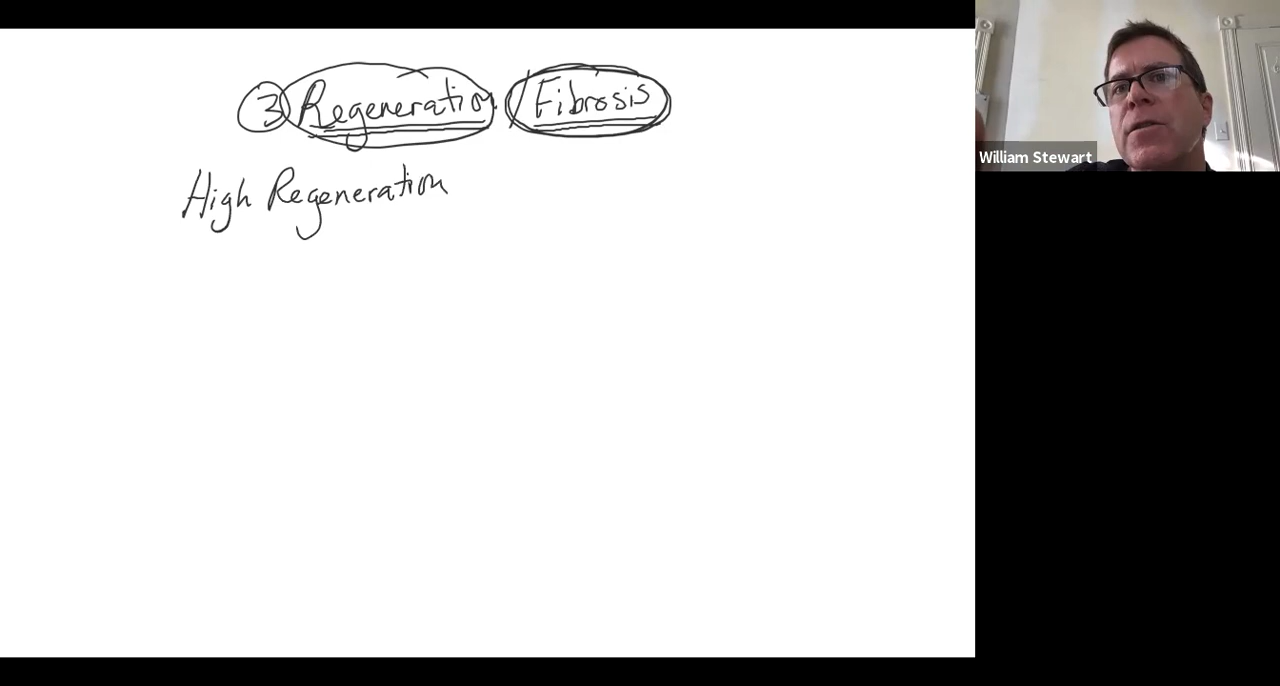 ③ Regeneration / Fibrosis
High Regeneration
William Stewart